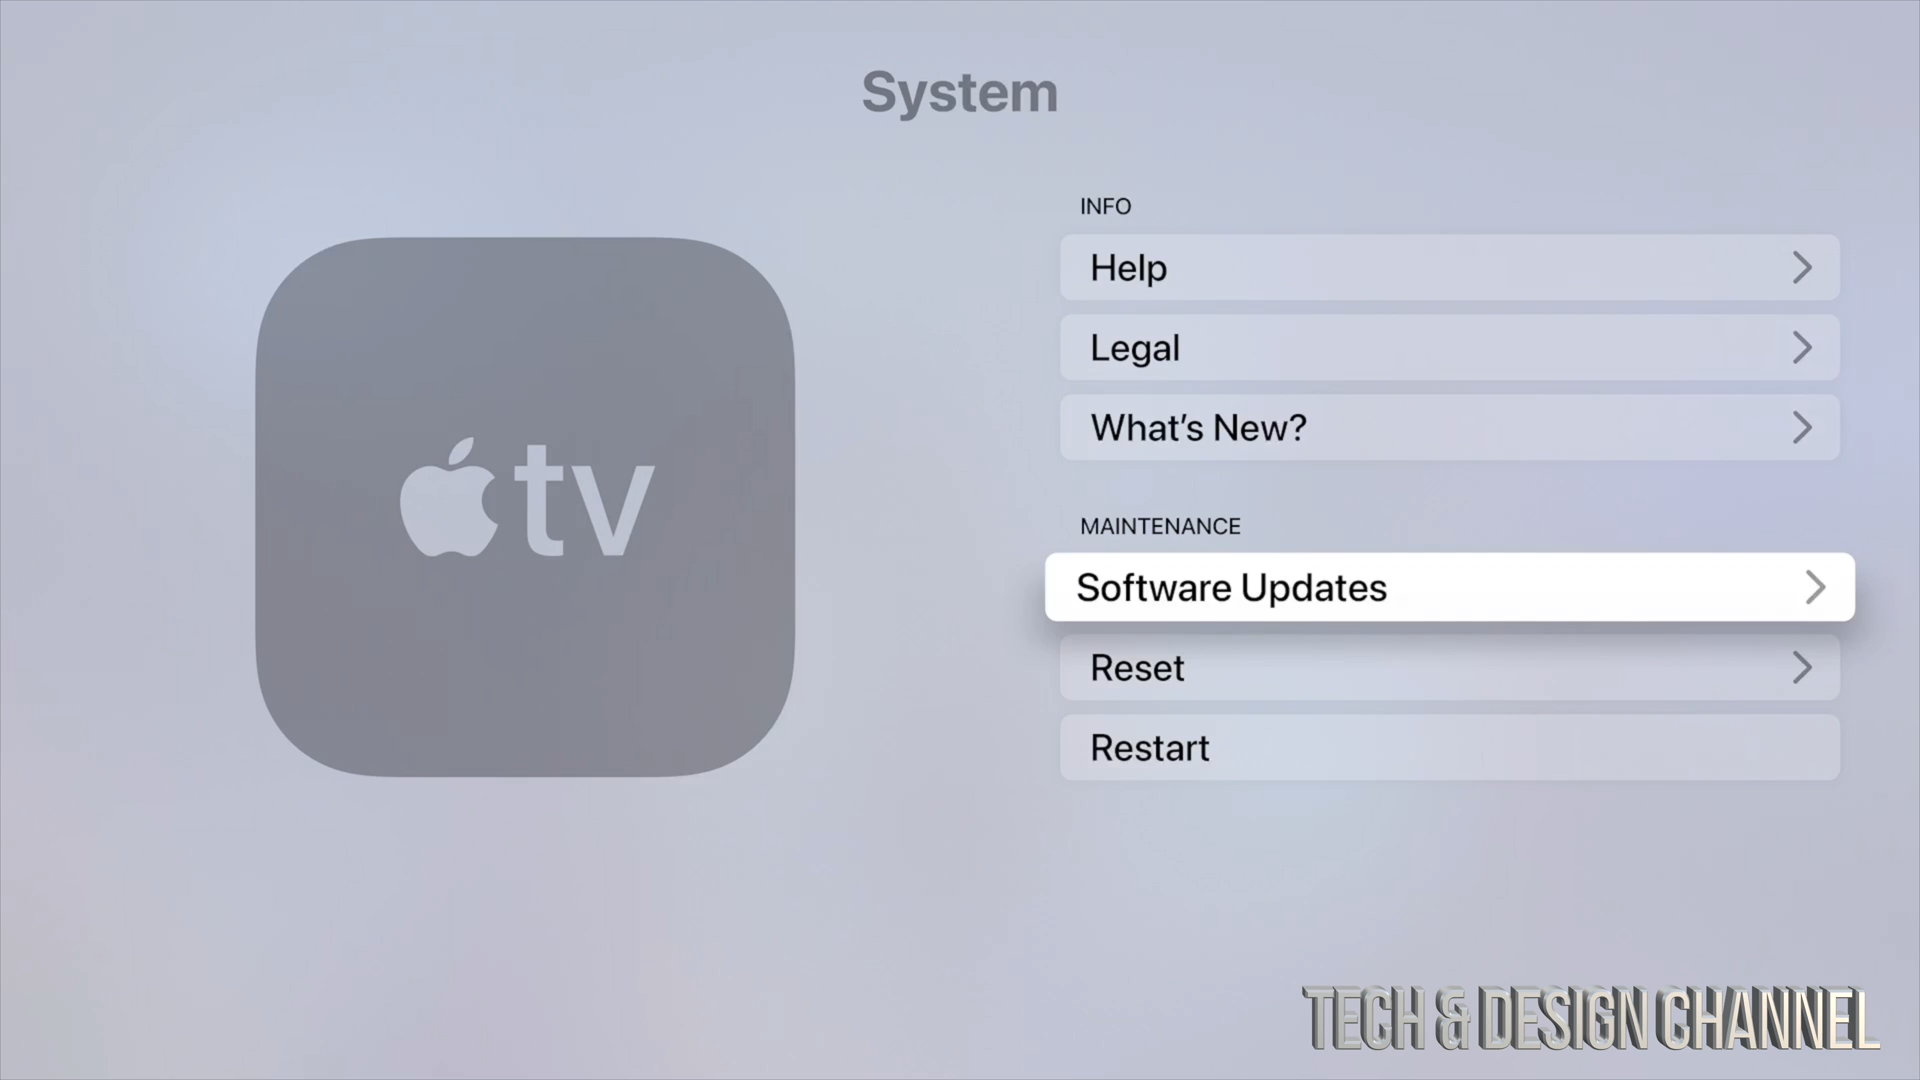 System
INFO
Help
Legal
What's New?
tv
MAINTENANCE
Software Updates
Reset
Restart
TECH & DESIGN CHANNEL